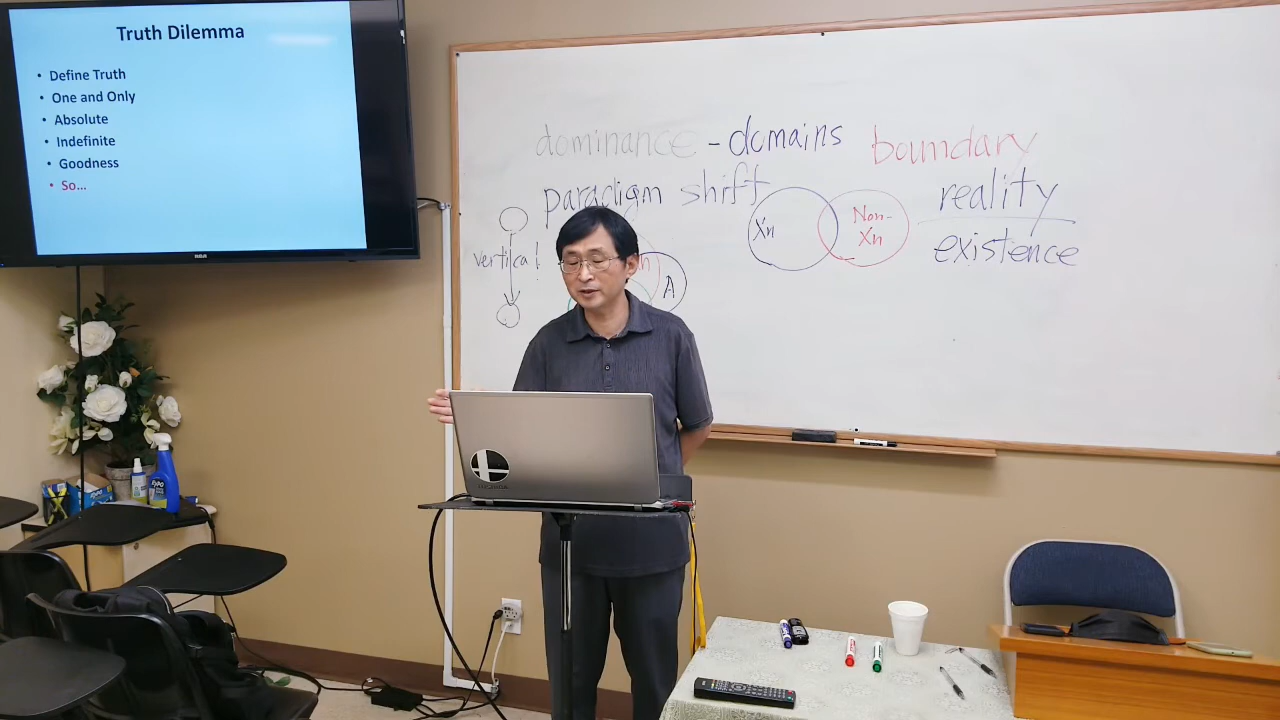 Truth Dilemma
• Define Truth
• One and Only
• Absolute
• Indefinite
• Goodness
• So...
RCA
dominance - domains boundary
paradigm shift
vertical
Xn
Non-
Xn
reality
existence
A